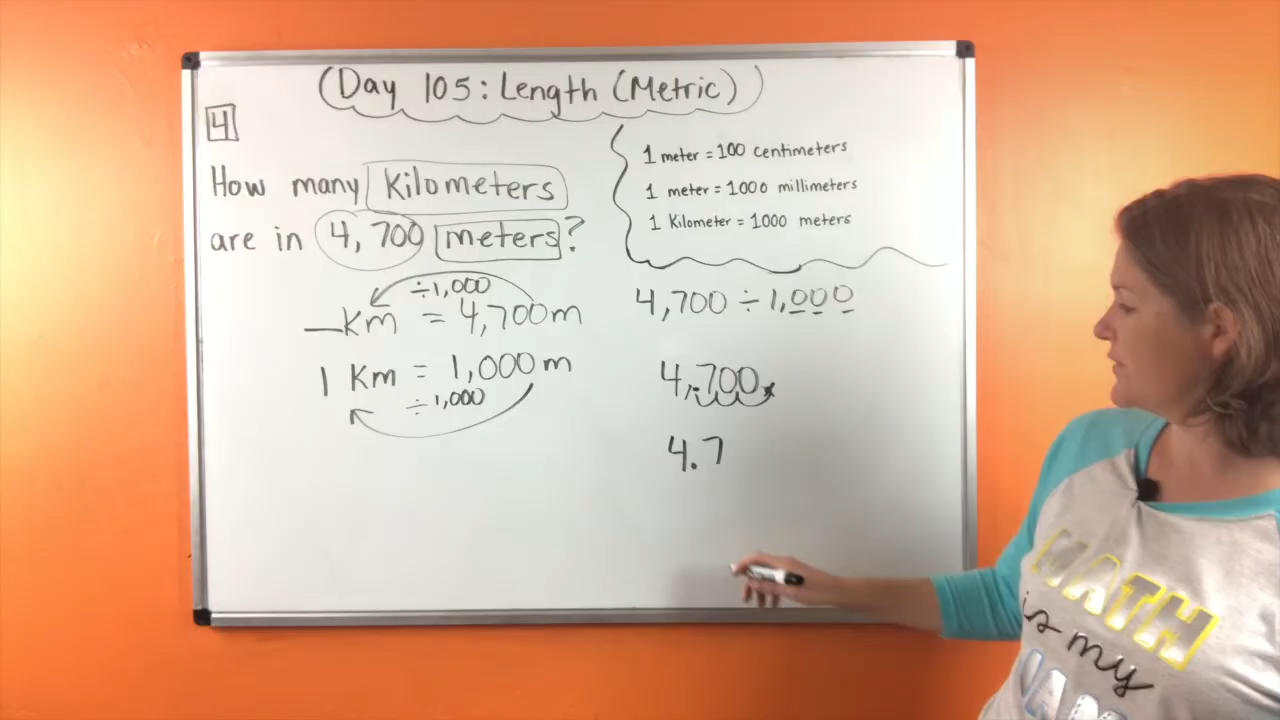 (Day 105: Length (Metric))
4
How many Kilometers
are in 4,700 meters?
1 meter = 100 centimeters
1 meter = 1000 millimeters
1 Kilometer = 1000 meters
÷1,000
_Km = 4,700m
1 Km = 1,000m
÷1,000
4,700 ÷ 1,000
4,700
4.7
MATH
is my